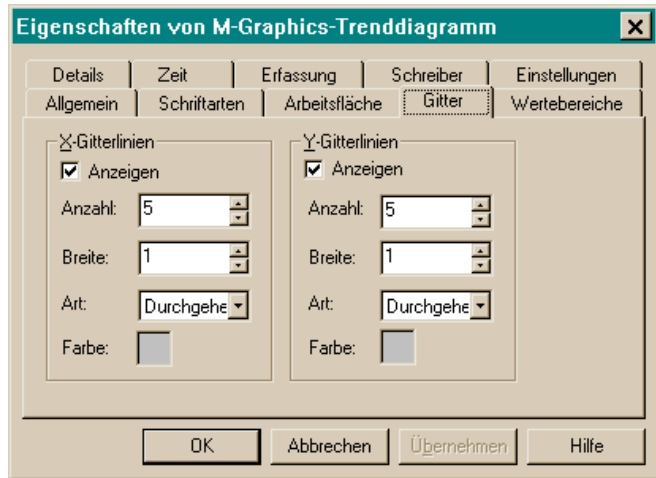 Eigenschaften von M-Graphics-Trenddiagramm
Details Zeit Erfassung Schreiber Einstellungen
Allgemein Schriftarten Arbeitsfläche Gitter Wertebereiche
X-Gitterlinien Y-Gitterlinien
Anzeigen Anzeigen
Anzahl: 5 Anzahl: 5
Breite: 1 Breite: 1
Art: Durchgehe Art: Durchgehe
Farbe: Farbe:
OK Abbrechen Übernehmen Hilfe